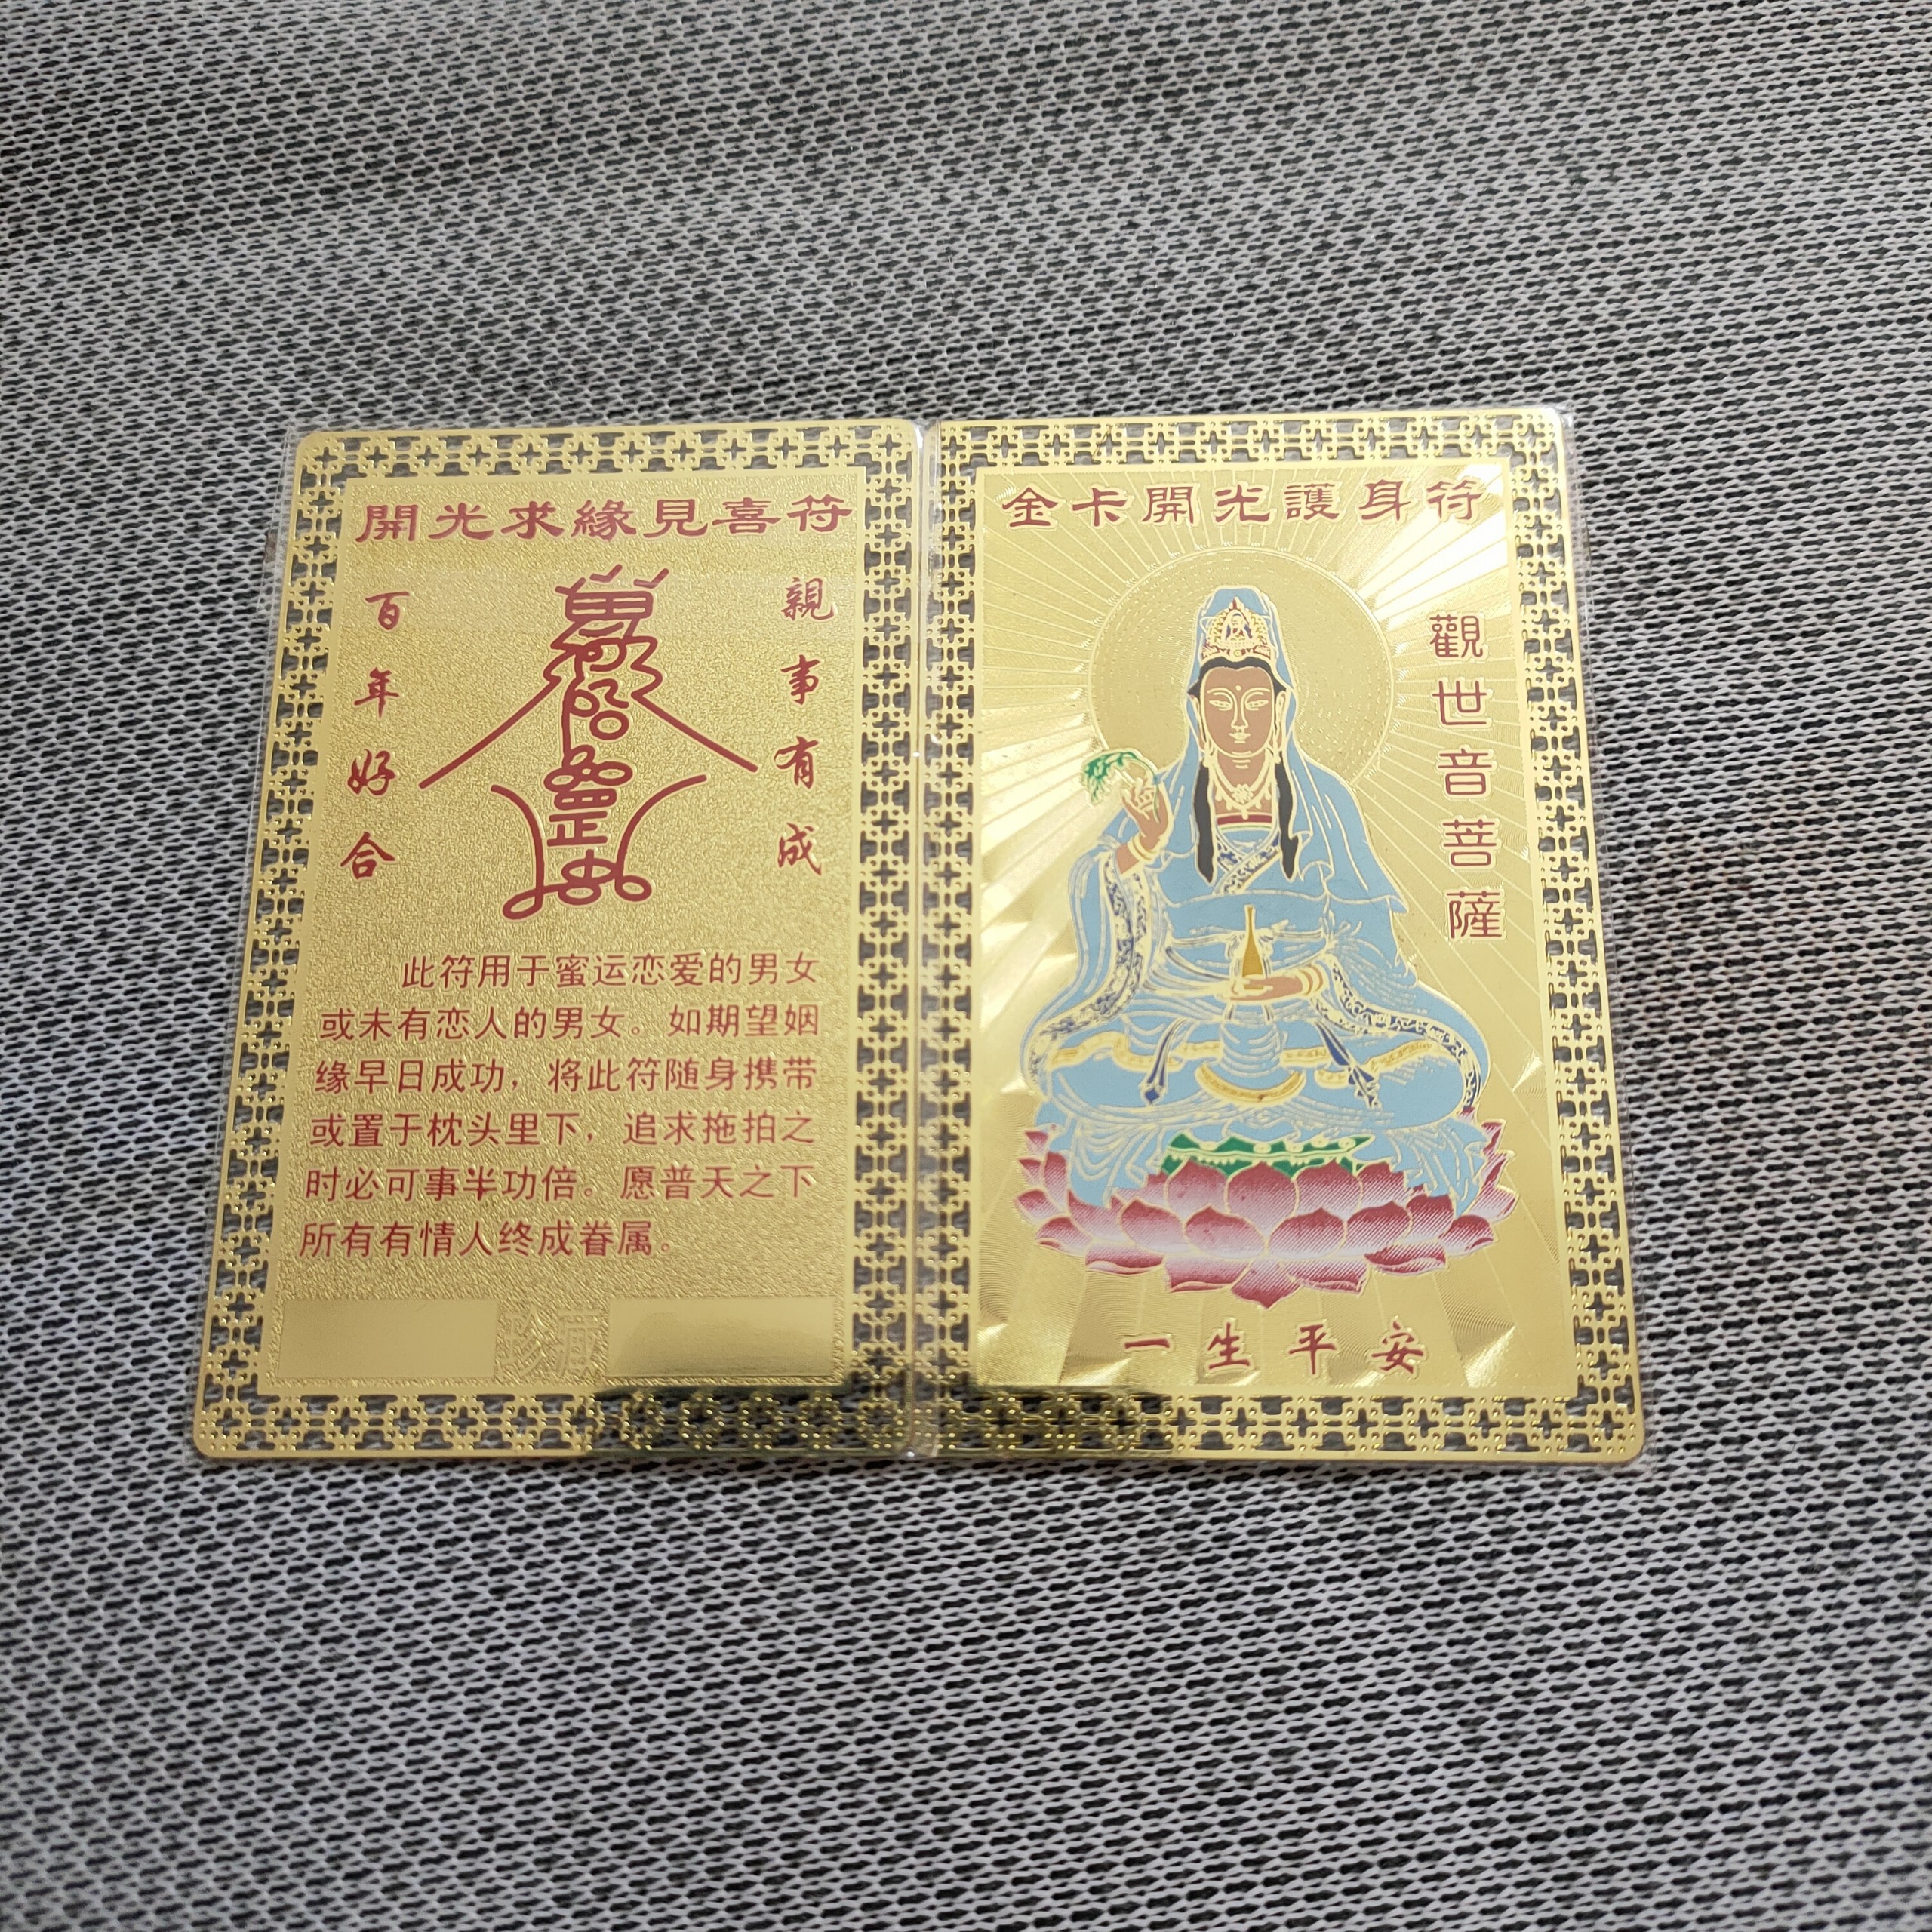 開光求緣見喜符
百年好合
親事有成
此符用于蜜运恋爱的男女
或未有恋人的男女。如期望姻
缘早日成功，将此符随身携带
或置于枕头里下，追求拖拍之
时必可事半功倍。愿普天之下
所有有情人终成眷属。
金卡開光護身符
觀世音菩薩
一生平安